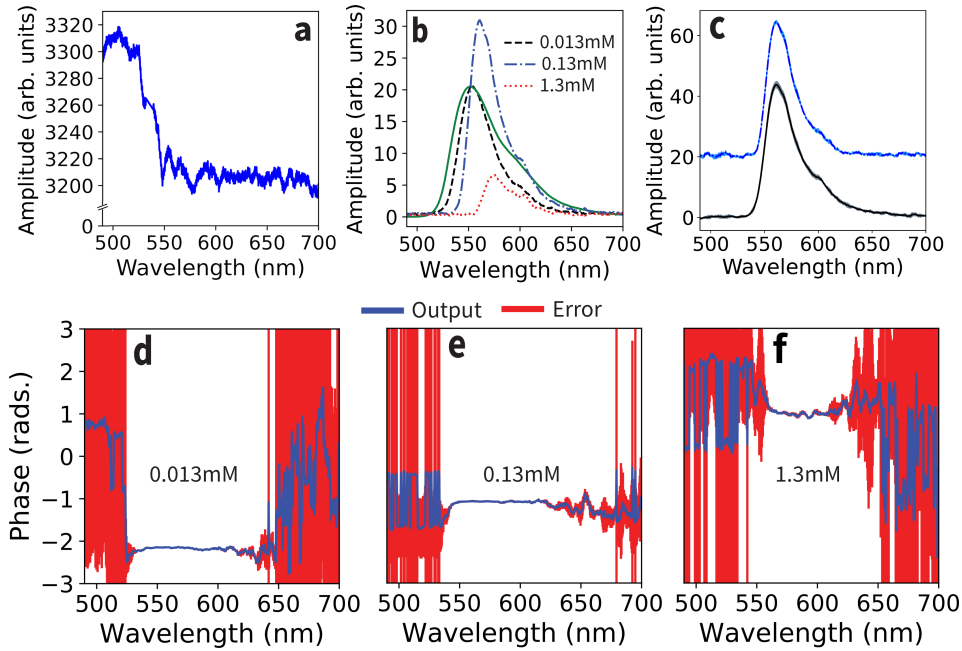 a
Amplitude (arb. units)
3320
3300
3280
3260
3240
3220
3200
0
500 550 600 650 700
Wavelength (nm)
b
Amplitude (arb. units)
30
25
20
15
10
5
0
0.013mM
0.13mM
1.3mM
500 550 600 650 700
Wavelength (nm)
c
Amplitude (arb. units)
60
40
20
0
500 550 600 650 700
Wavelength (nm)
Output Error
d
Phase (rads.)
3
2
1
0
−1
−2
−3
0.013mM
500 550 600 650 700
Wavelength (nm)
e
0.13mM
500 550 600 650 700
Wavelength (nm)
f
1.3mM
500 550 600 650 700
Wavelength (nm)